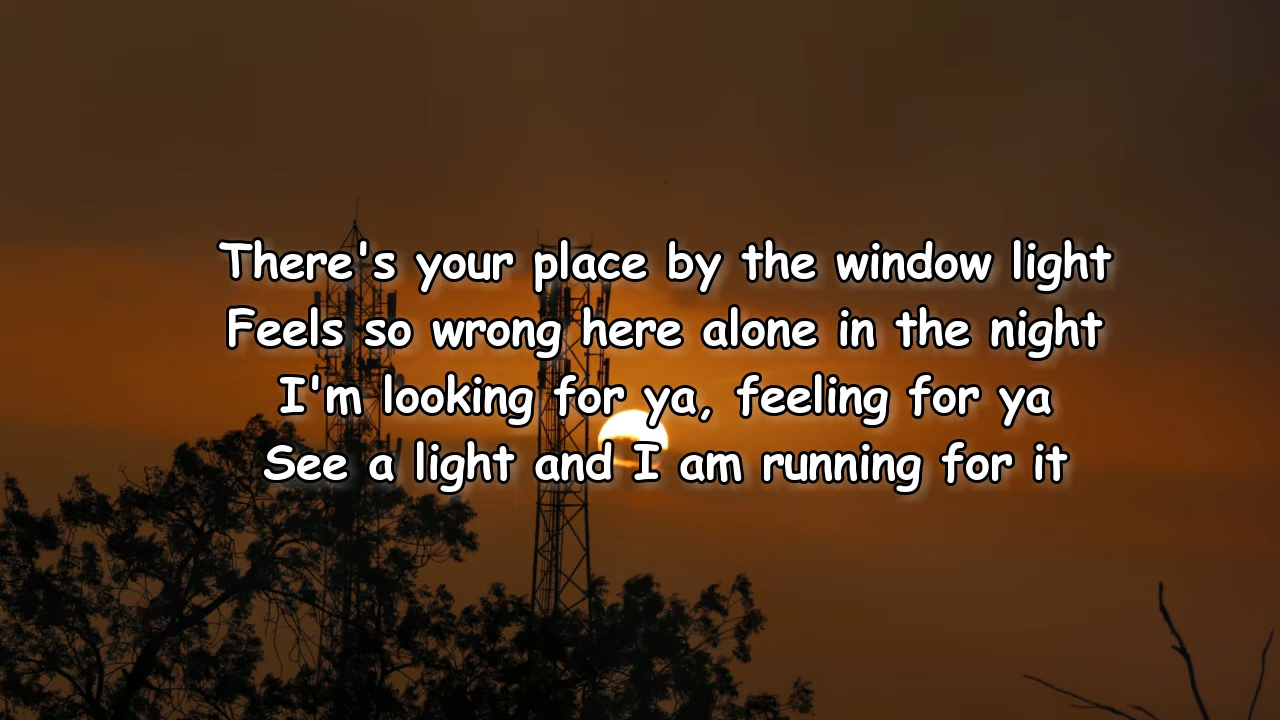 There's your place by the window light
Feels so wrong here alone in the night
I'm looking for ya, feeling for ya
See a light and I am running for it